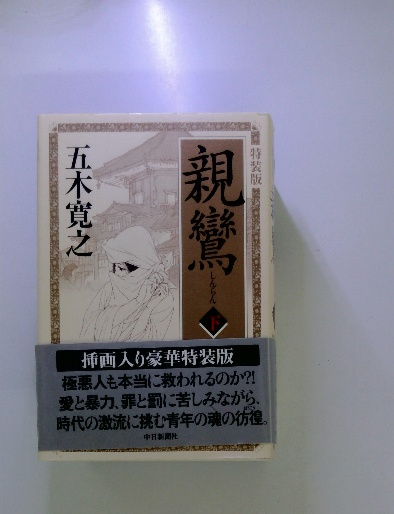 特装版
親鸞
しんらん
下
五木寛之
挿画入り豪華特装版
極悪人も本当に救われるのか?!
愛と暴力、罪と罰に苦しみながら、
時代の激流に挑む青年の魂の彷徨。
中日新聞社